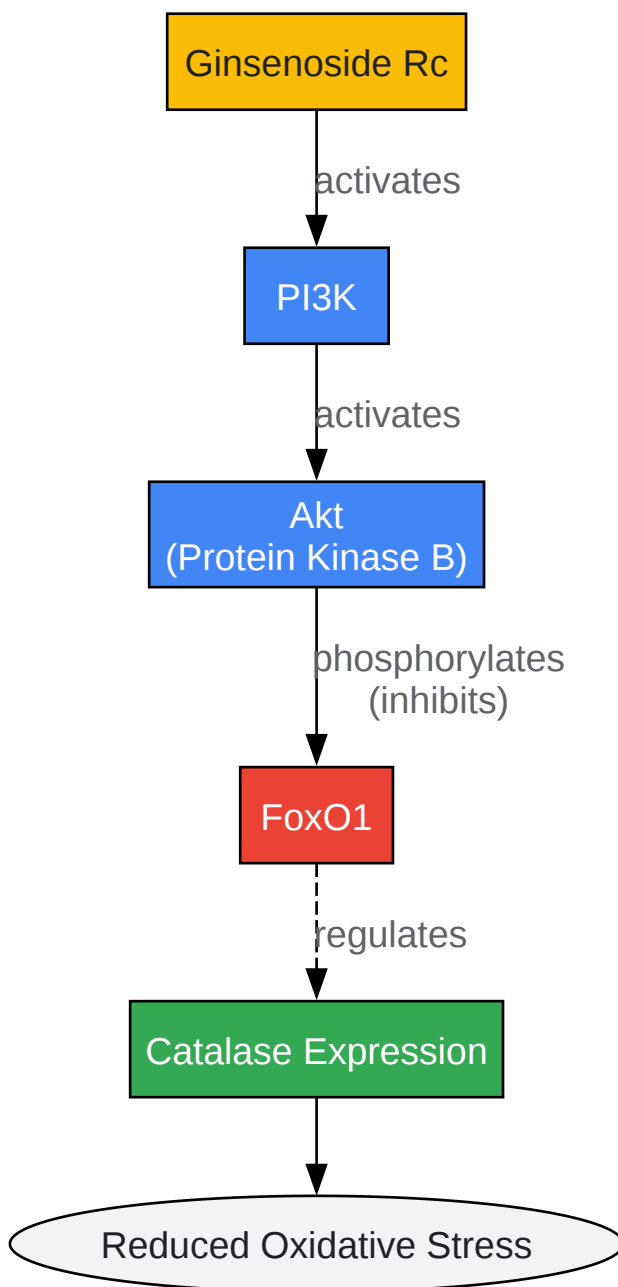 Ginsenoside Rc
activates
PI3K
activates
Akt
(Protein Kinase B)
phosphorylates
(inhibits)
FoxO1
regulates
Catalase Expression
Reduced Oxidative Stress